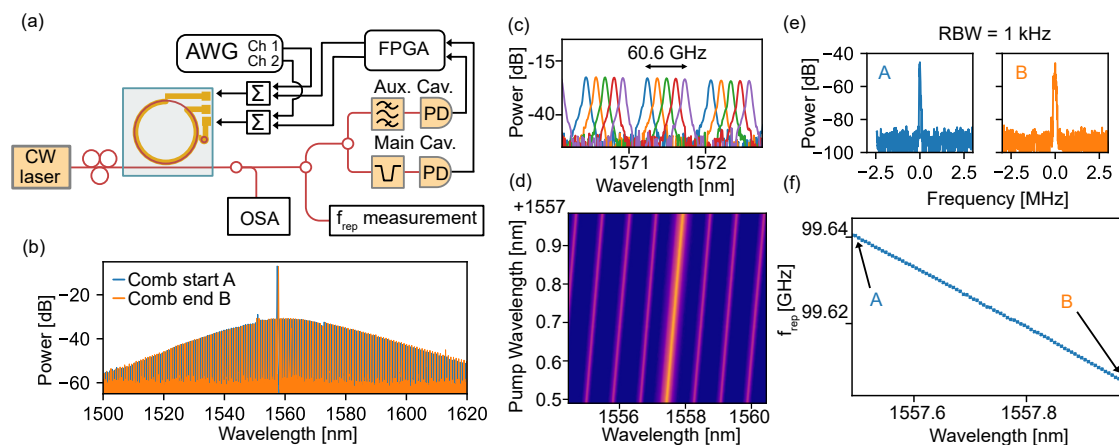 (a)
AWG
Ch 1
Ch 2
FPGA
Σ
Σ
Aux. Cav.
PD
Main Cav.
PD
CW
laser
OSA
f_rep measurement
(b)
Comb start A
Comb end B
Power [dB]
−20
−40
−60
1500 1520 1540 1560 1580 1600 1620
Wavelength [nm]
(c)
60.6 GHz
Power [dB]
−15
−40
1571 1572
Wavelength [nm]
(d)
+1557
Pump Wavelength [nm]
0.9
0.8
0.7
0.6
0.5
1556 1558 1560
Wavelength [nm]
(e)
RBW = 1 kHz
Power [dB]
−40
−60
−80
−100
A
B
−2.5 0.0 2.5
−2.5 0.0 2.5
Frequency [MHz]
(f)
f_rep [GHz]
99.64
99.62
A
B
1557.6 1557.8
Wavelength [nm]